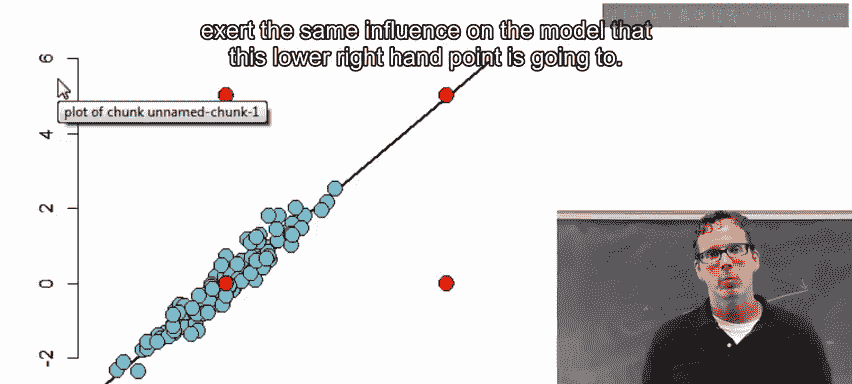 exert the same influence on the model that
this lower right hand point is going to.
6
plot of chunk unnamed-chunk-1
4
2
0
-2